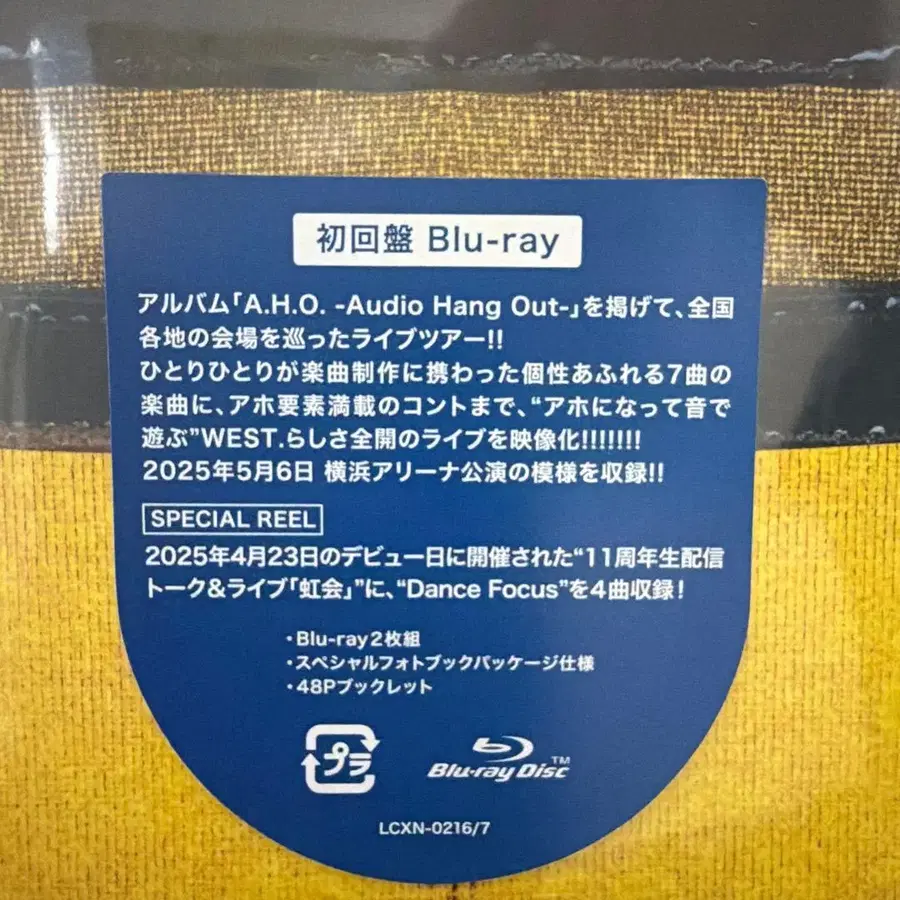 初回盤 Blu-ray
アルバム「A.H.O. -Audio Hang Out-」を掲げて、全国
各地の会場を巡ったライブツアー!!
ひとりひとりが楽曲制作に携わった個性あふれる7曲の
楽曲に、アホ要素満載のコントまで、“アホになって音で
遊ぶ”WEST.らしさ全開のライブを映像化!!!!!!!
2025年5月6日 横浜アリーナ公演の模様を収録!!
SPECIAL REEL
2025年4月23日のデビュー日に開催された“11周年生配信
トーク&ライブ「虹会」”に、“Dance Focus”を4曲収録!
・Blu-ray2枚組
・スペシャルフォトブックパッケージ仕様
・48Pブックレット
プラ
Blu-ray Disc™
LCXN-0216/7